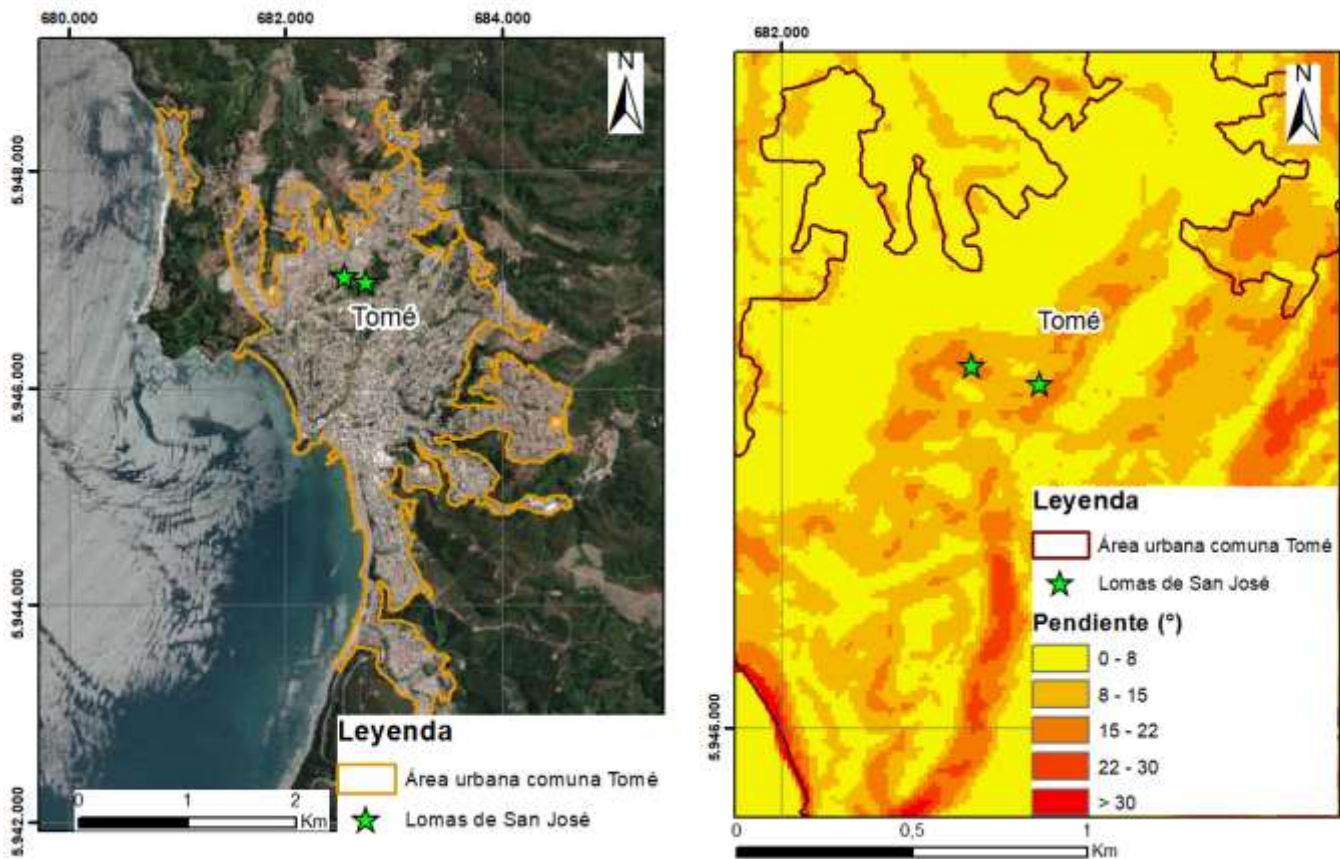 680.000
682.000
684.000
5.948.000
5.946.000
5.944.000
5.942.000
N
Tomé
Leyenda
Área urbana comuna Tomé
Lomas de San José
0
1
2
Km
682.000
N
Tomé
5.946.000
Leyenda
Área urbana comuna Tomé
Lomas de San José
Pendiente (°)
0 - 8
8 - 15
15 - 22
22 - 30
> 30
0
0,5
1
Km